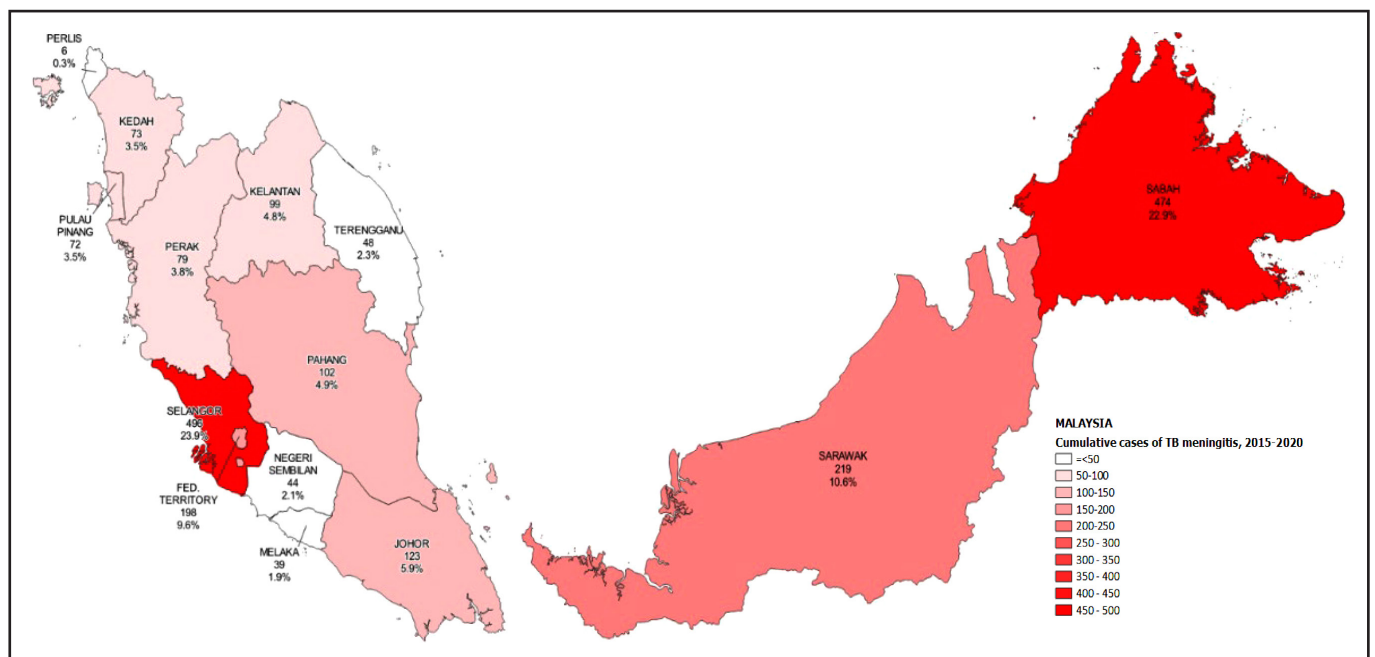 PERLIS
6
0.3%
KEDAH
73
3.5%
PULAU
PINANG
72
3.5%
PERAK
79
3.8%
KELANTAN
99
4.8%
TERENGGANU
48
2.3%
PAHANG
102
4.9%
SELANGOR
23.9%
FED.
TERRITORY
198
9.6%
NEGERI
SEMBILAN
44
2.1%
MELAKA
39
1.9%
JOHOR
123
5.9%
SARAWAK
219
10.6%
SABAH
474
22.9%
MALAYSIA
Cumulative cases of TB meningitis, 2015-2020
=<50
50-100
100-150
150-200
200-250
250 - 300
300 - 350
350 - 400
400 - 450
450 - 500